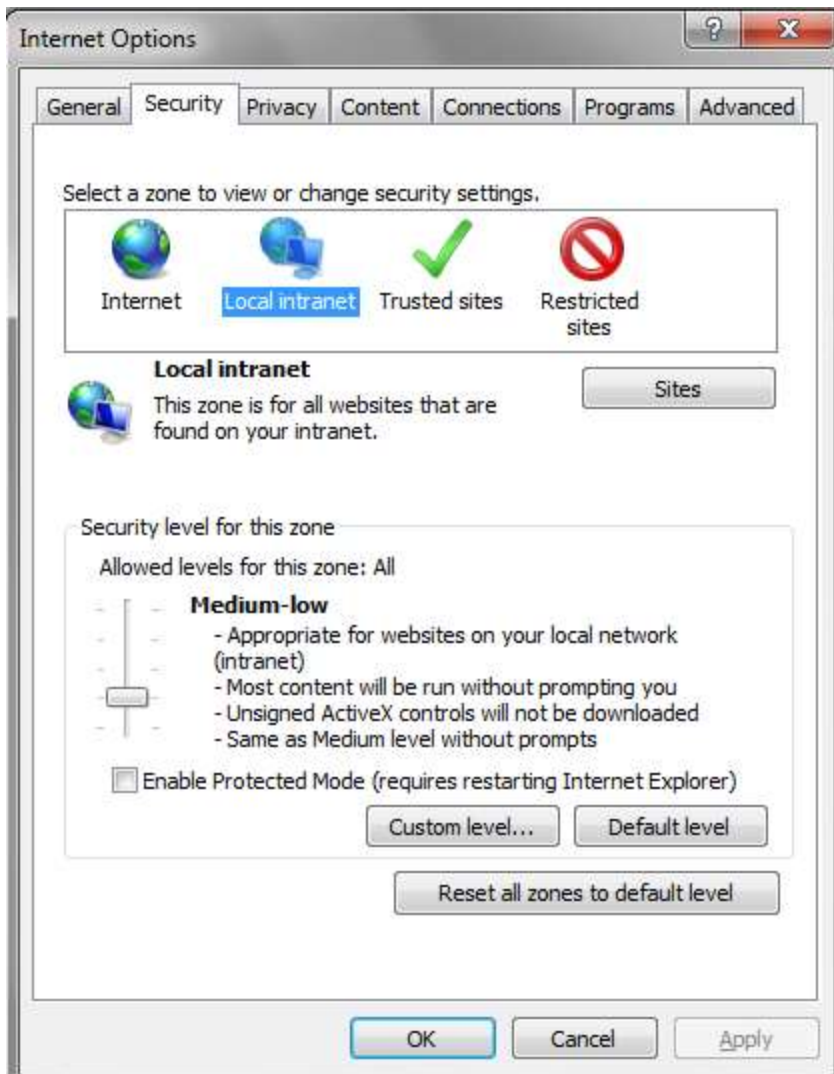 Internet Options
?
General Security Privacy Content Connections Programs Advanced
Select a zone to view or change security settings.
Internet Local intranet Trusted sites Restricted
sites
Local intranet
Sites
This zone is for all websites that are
found on your intranet.
Security level for this zone
Allowed levels for this zone: All
Medium-low
- Appropriate for websites on your local network
(intranet)
- Most content will be run without prompting you
- Unsigned ActiveX controls will not be downloaded
- Same as Medium level without prompts
Enable Protected Mode (requires restarting Internet Explorer)
Custom level... Default level
Reset all zones to default level
OK Cancel Apply